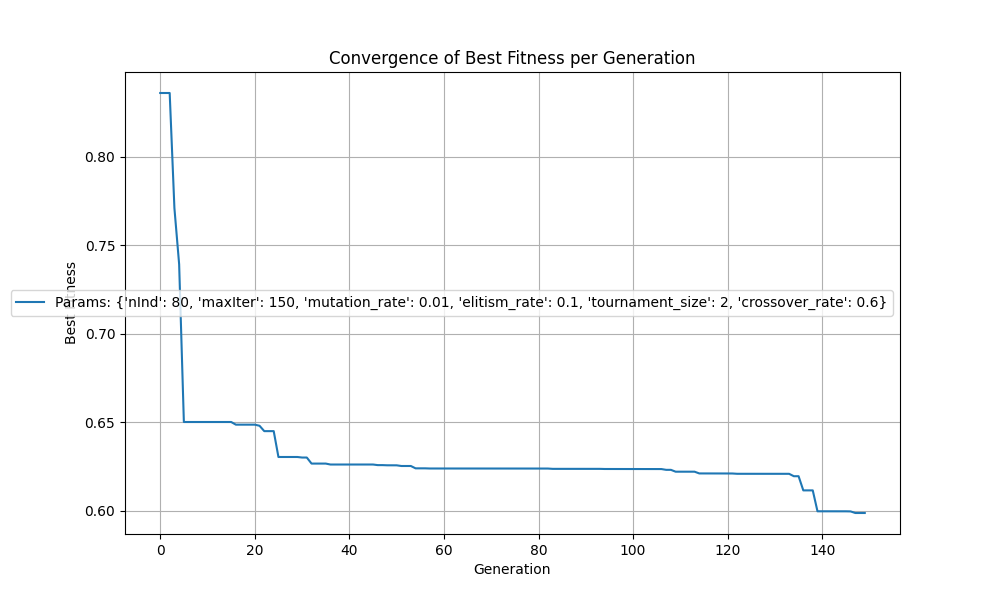 Convergence of Best Fitness per Generation
0.80
0.75
0.70
0.65
0.60
Best Fitness
Params: {'nInd': 80, 'maxIter': 150, 'mutation_rate': 0.01, 'elitism_rate': 0.1, 'tournament_size': 2, 'crossover_rate': 0.6}
0 20 40 60 80 100 120 140
Generation